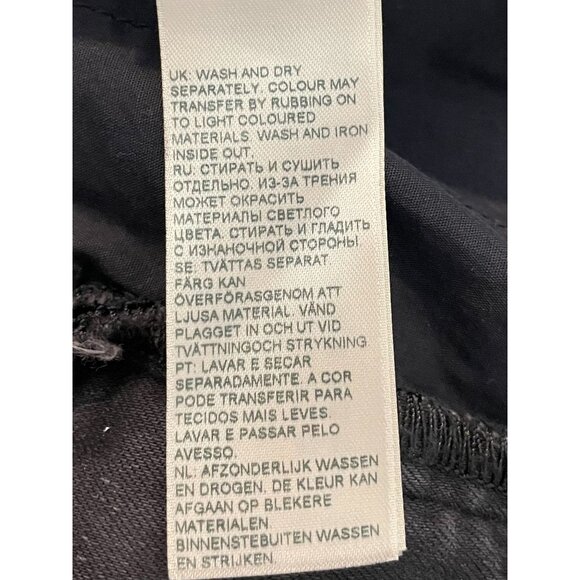 UK: WASH AND DRY
SEPARATELY. COLOUR MAY
TRANSFER BY RUBBING ON
TO LIGHT COLOURED
MATERIALS. WASH AND IRON
INSIDE OUT.
RU: СТИРАТЬ И СУШИТЬ
ОТДЕЛЬНО. ИЗ-ЗА ТРЕНИЯ
МОЖЕТ ОКРАСИТЬ
МАТЕРИАЛЫ СВЕТЛОГО
ЦВЕТА. СТИРАТЬ И ГЛАДИТЬ
С ИЗНАНОЧНОЙ СТОРОНЫ
SE: TVÄTTAS SEPARAT
FÄRG KAN
ÖVERFÖRASGENOM ATT
LJUSA MATERIAL. VÄND
PLAGGET IN OCH UT VID
TVÄTTNINGOCH STRYKNING
PT: LAVAR E SECAR
SEPARADAMENTE. A COR
PODE TRANSFERIR PARA
TECIDOS MAIS LEVES.
LAVAR E PASSAR PELO
AVESSO.
NL: AFZONDERLIJK WASSEN
EN DROGEN. DE KLEUR KAN
AFGAAN OP BLEKERE
MATERIALEN
BINNENSTEBUITEN WASSEN
EN STRIJKEN.